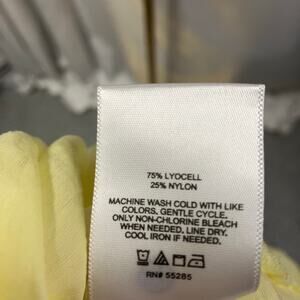 75% LYOCELL
25% NYLON
MACHINE WASH COLD WITH LIKE
COLORS. GENTLE CYCLE.
ONLY NON-CHLORINE BLEACH
WHEN NEEDED. LINE DRY.
COOL IRON IF NEEDED.
RN# 55285